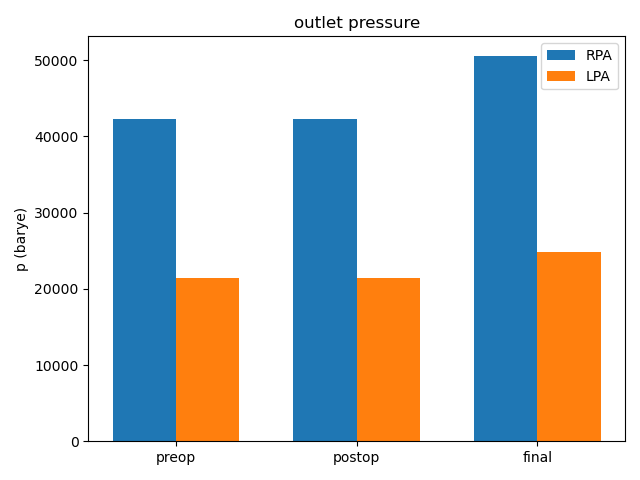 outlet pressure
RPA
LPA
p (barye)
50000
40000
30000
20000
10000
0
preop postop final